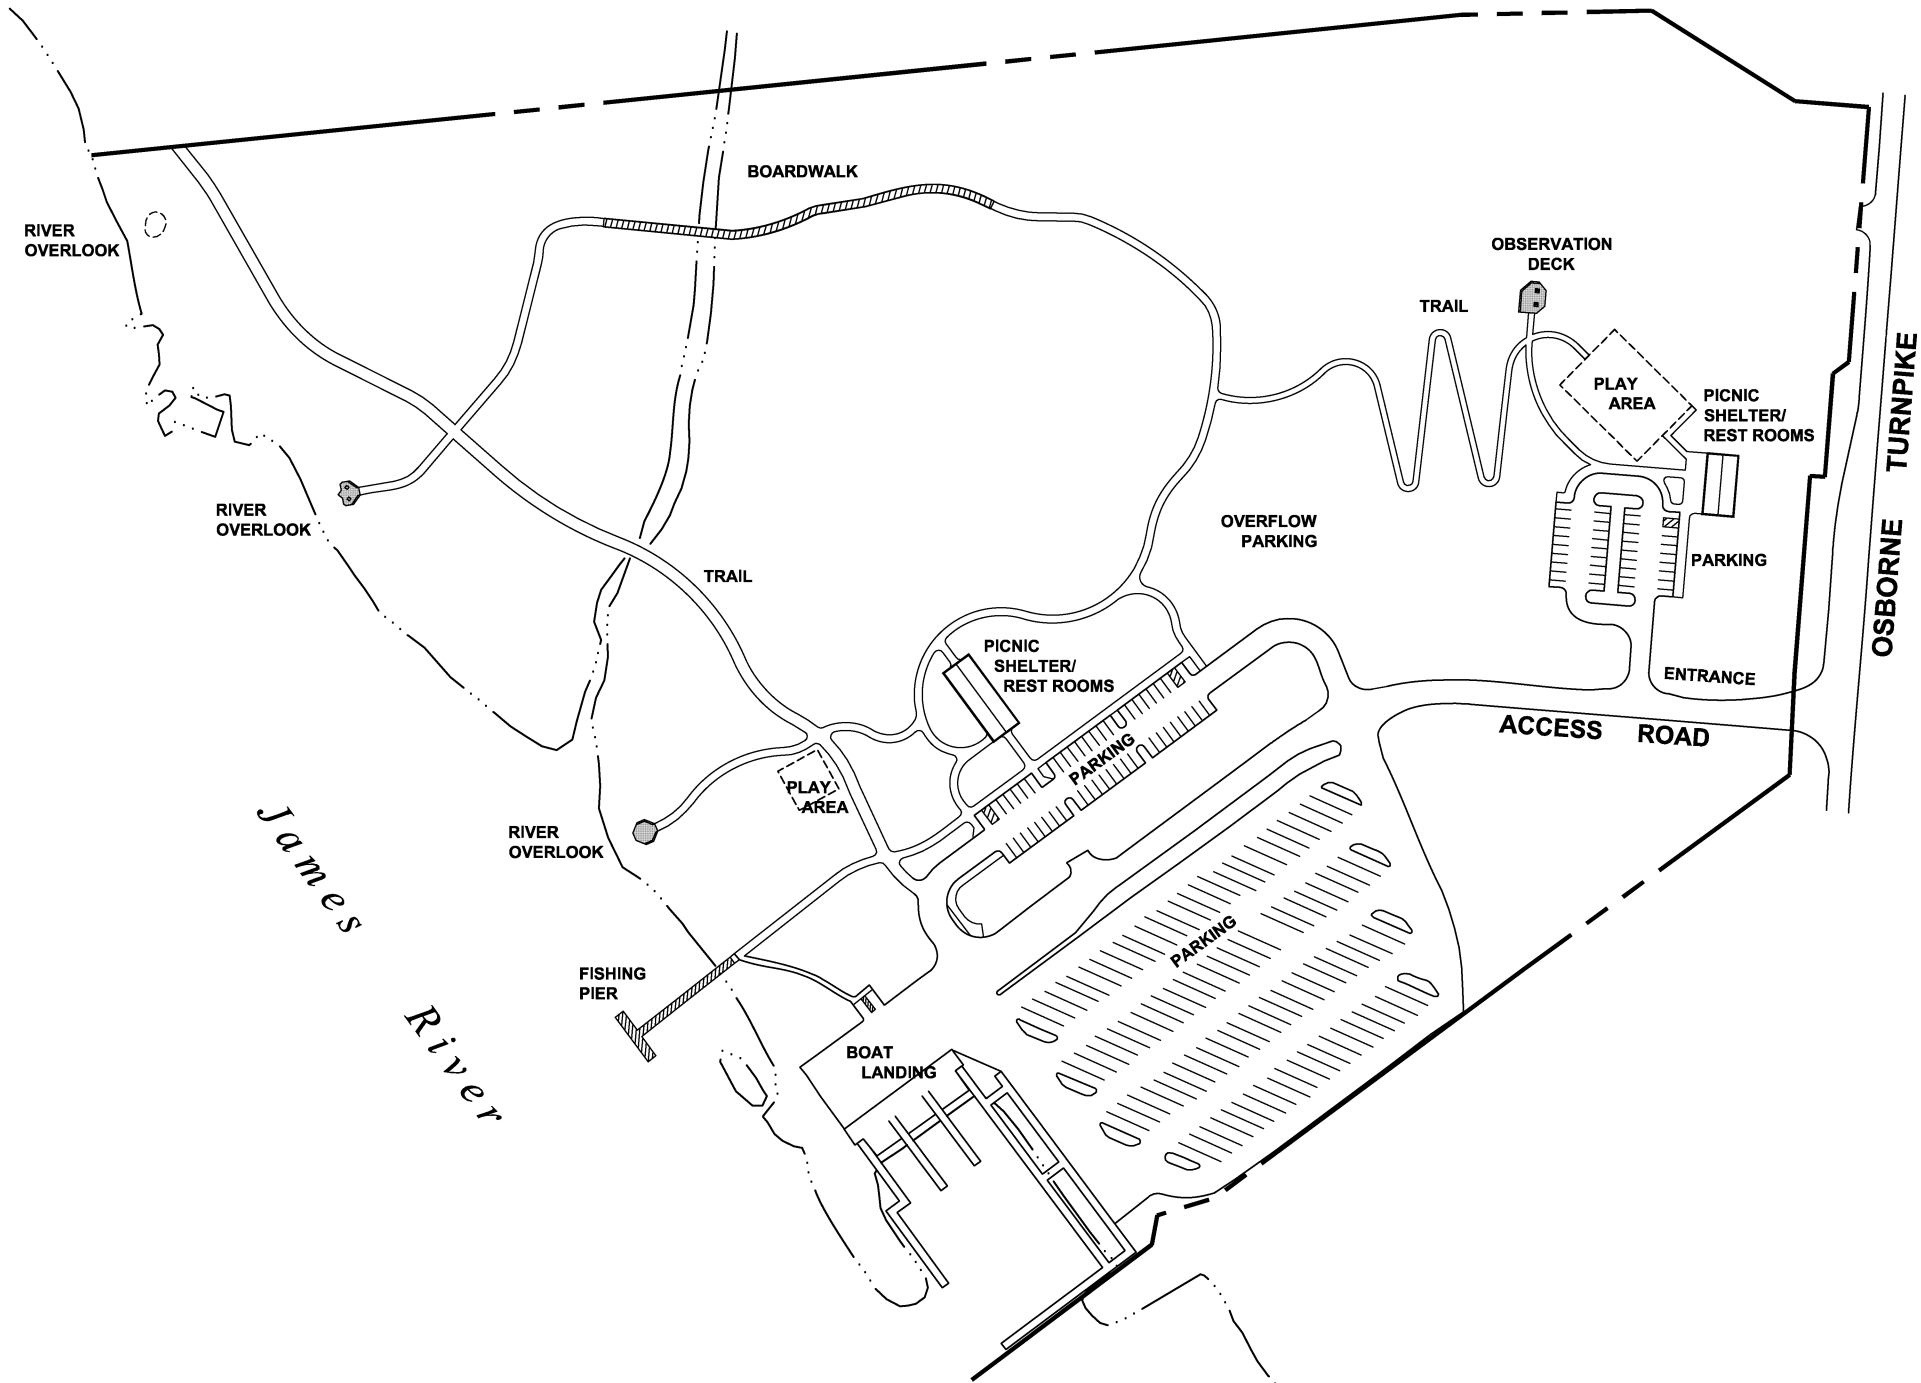 BOARDWALK
RIVER
OVERLOOK
OBSERVATION
DECK
TRAIL
PLAY
AREA
PICNIC
SHELTER/
REST ROOMS
OSBORNE TURNPIKE
RIVER
OVERLOOK
OVERFLOW
PARKING
PARKING
TRAIL
PICNIC
SHELTER/
REST ROOMS
ENTRANCE
ACCESS ROAD
PARKING
PLAY
AREA
RIVER
OVERLOOK
James River
PARKING
FISHING
PIER
BOAT
LANDING